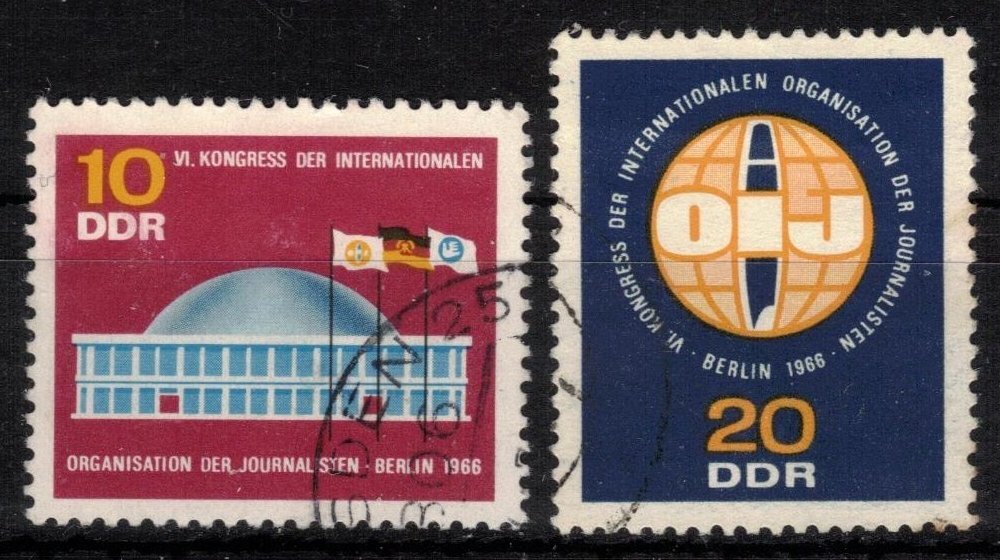 10 VI. KONGRESS DER INTERNATIONALEN
DDR
ORGANISATION DER JOURNALISTEN · BERLIN 1966
25
VI. KONGRESS DER INTERNATIONALEN ORGANISATION DER JOURNALISTEN ·
· BERLIN 1966
OIJ
20
DDR